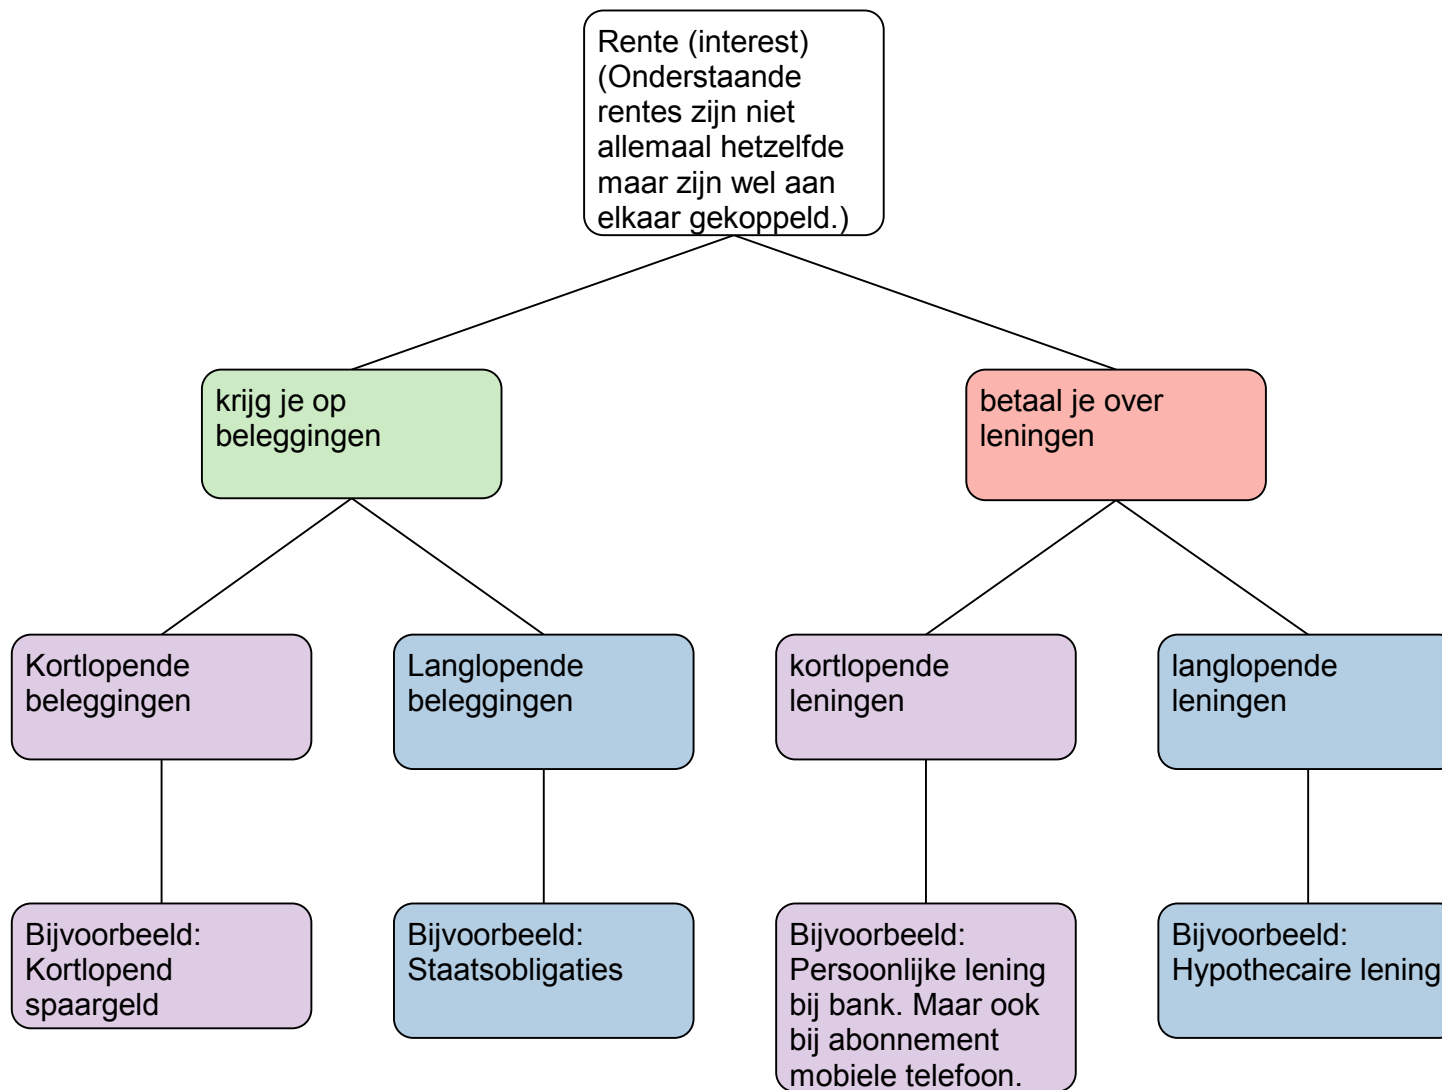 Rente (interest)
(Onderstaande
rentes zijn niet
allemaal hetzelfde
maar zijn wel aan
elkaar gekoppeld.)
krijg je op
beleggingen
betaal je over
leningen
Kortlopende
beleggingen
Langlopende
beleggingen
kortlopende
leningen
langlopende
leningen
Bijvoorbeeld:
Kortlopend
spaargeld
Bijvoorbeeld:
Staatsobligaties
Bijvoorbeeld:
Persoonlijke lening
bij bank. Maar ook
bij abonnement
mobiele telefoon.
Bijvoorbeeld:
Hypothecaire lening